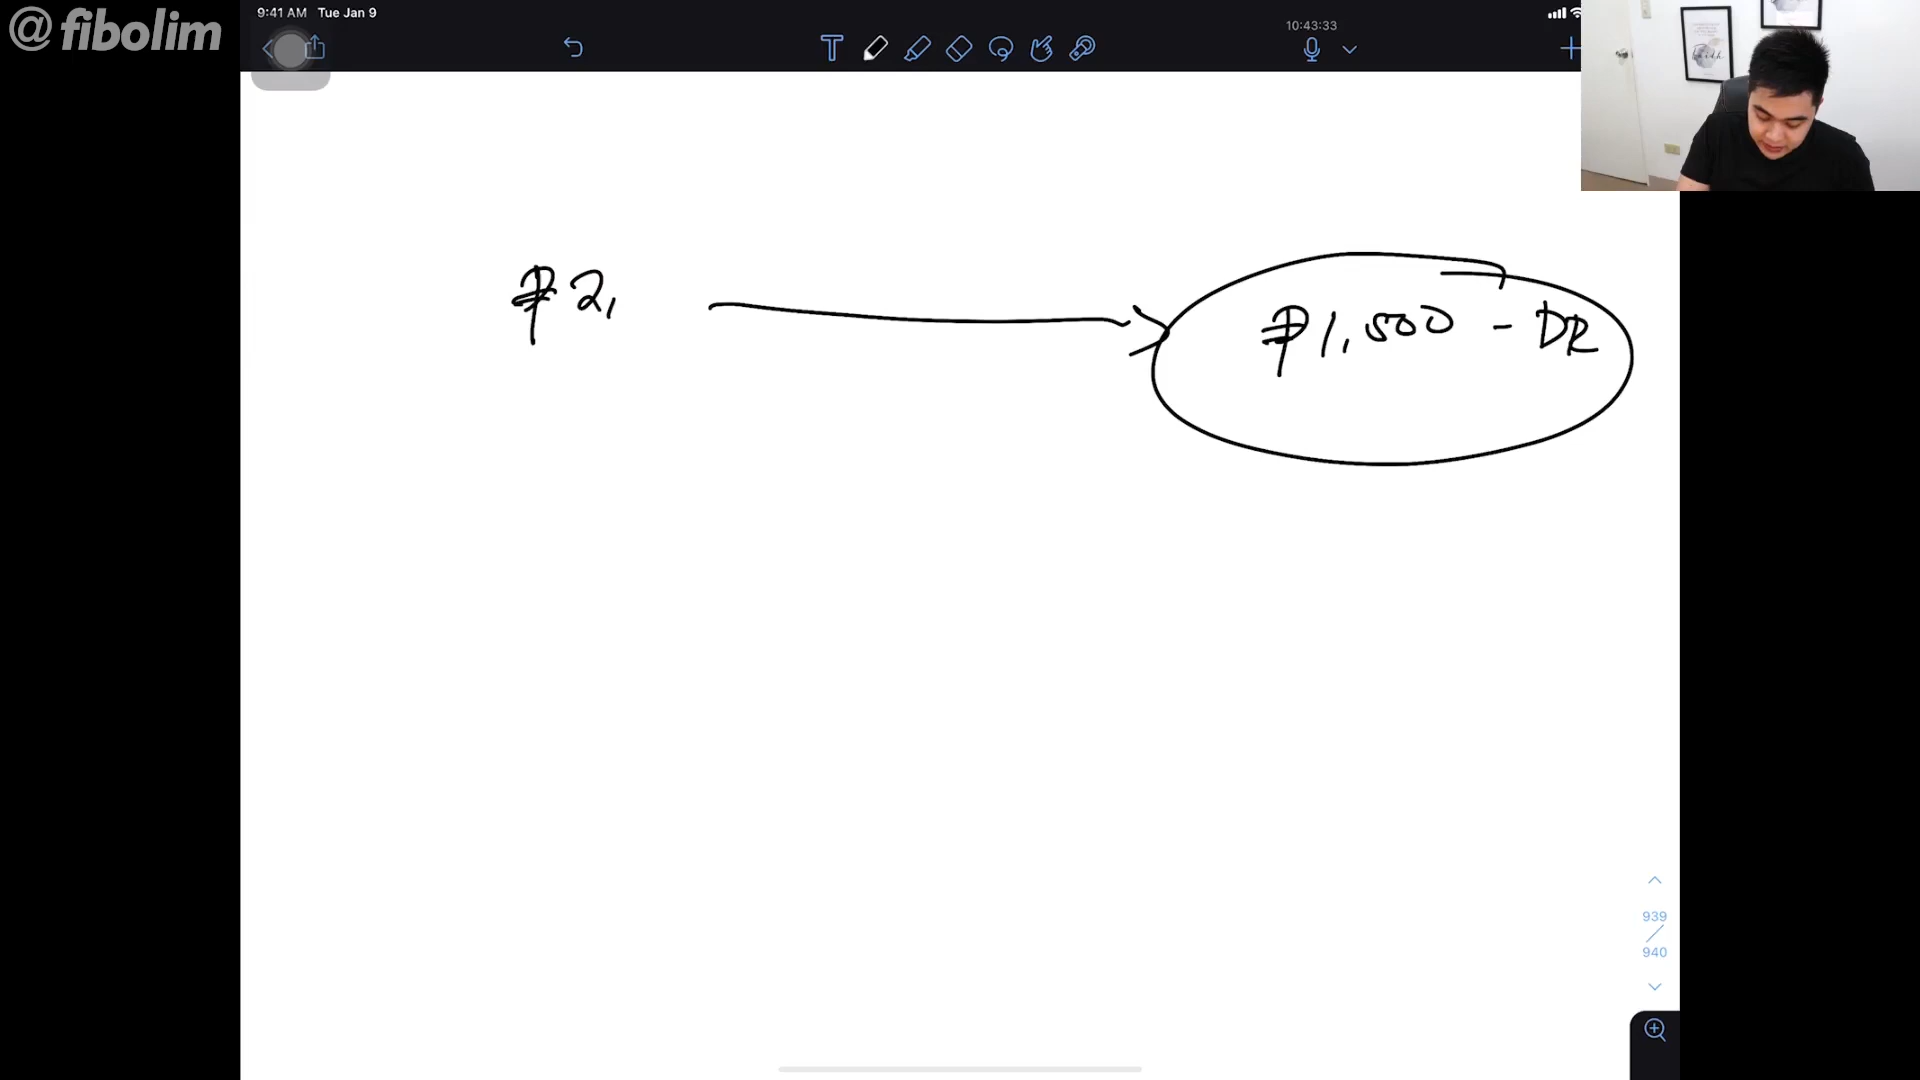 @fibolim
9:41 AM Tue Jan 9
10:43:33
T
₱2,
₱1,500 - DR
939
940